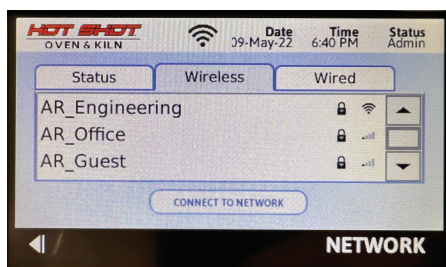 HOT SHOT
OVEN & KILN
Date
09-May-22
Time
6:40 PM
Status
Admin
Status Wireless Wired
AR_Engineering
AR_Office
AR_Guest
CONNECT TO NETWORK
NETWORK